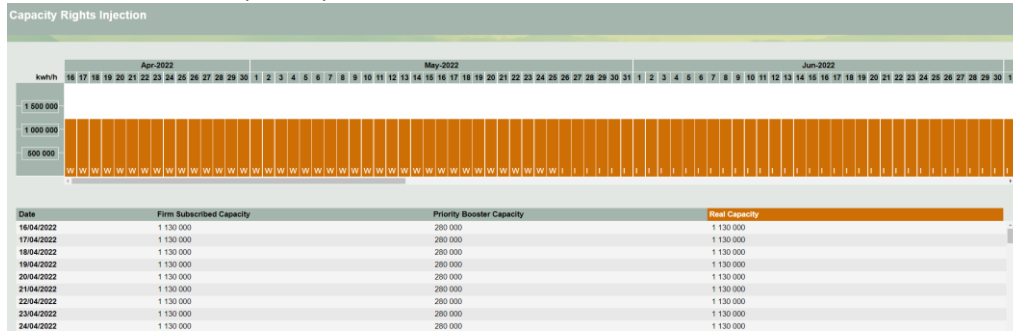 Capacity Rights Injection
Apr-2022 May-2022 Jun-2022
kwh/h 16 17 18 19 20 21 22 23 24 25 26 27 28 29 30 1 2 3 4 5 6 7 8 9 10 11 12 13 14 15 16 17 18 19 20 21 22 23 24 25 26 27 28 29 30 31 1 2 3 4 5 6 7 8 9 10 11 12 13 14 15 16 17 18 19 20 21 22 23 24 25 26 27 28 29 30 1
1 500 000
1 000 000
500 000
W W W W W W W W W W W W W W W W W W W W W W W W W W W W W W W W W W W W W W W I I I I I I I I I I I I I I I I I I I I I I I I I I I I I I I I I I I I I I
Date Firm Subscribed Capacity Priority Booster Capacity Real Capacity
16/04/2022 1 130 000 280 000 1 130 000
17/04/2022 1 130 000 280 000 1 130 000
18/04/2022 1 130 000 280 000 1 130 000
19/04/2022 1 130 000 280 000 1 130 000
20/04/2022 1 130 000 280 000 1 130 000
21/04/2022 1 130 000 280 000 1 130 000
22/04/2022 1 130 000 280 000 1 130 000
23/04/2022 1 130 000 280 000 1 130 000
24/04/2022 1 130 000 280 000 1 130 000